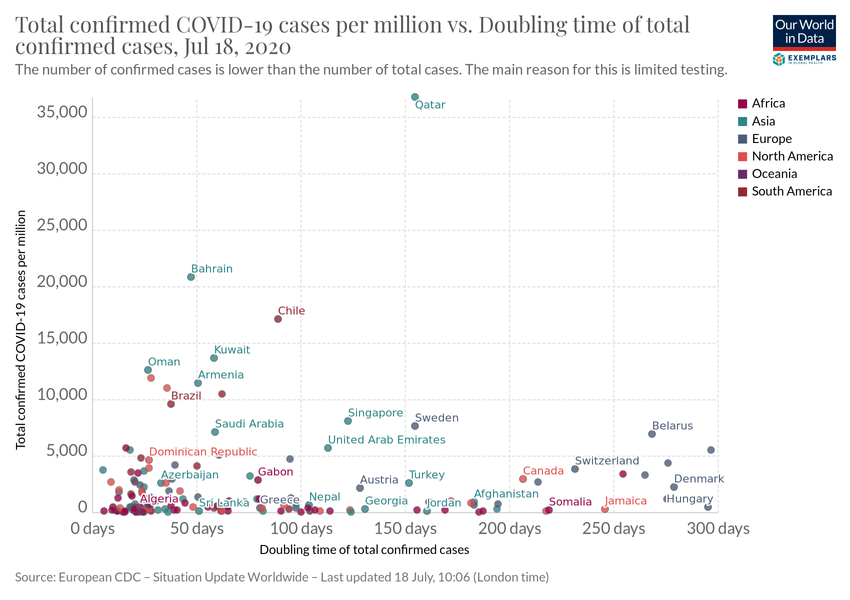 Total confirmed COVID-19 cases per million vs. Doubling time of total
confirmed cases, Jul 18, 2020
The number of confirmed cases is lower than the number of total cases. The main reason for this is limited testing.
Our World
in Data
EXEMPLARS
IN GLOBAL HEALTH
Total confirmed COVID-19 cases per million
35,000
30,000
25,000
20,000
15,000
10,000
5,000
0
Qatar
Bahrain
Chile
Kuwait
Oman
Armenia
Brazil
Saudi Arabia
Singapore
Sweden
Belarus
United Arab Emirates
Dominican Republic
Switzerland
Azerbaijan
Gabon
Austria
Turkey
Canada
Denmark
Algeria
Sri Lanka
Greece
Nepal
Georgia
Jordan
Afghanistan
Somalia
Jamaica
Hungary
0 days
50 days
100 days
150 days
200 days
250 days
300 days
Doubling time of total confirmed cases
Africa
Asia
Europe
North America
Oceania
South America
Source: European CDC – Situation Update Worldwide – Last updated 18 July, 10:06 (London time)